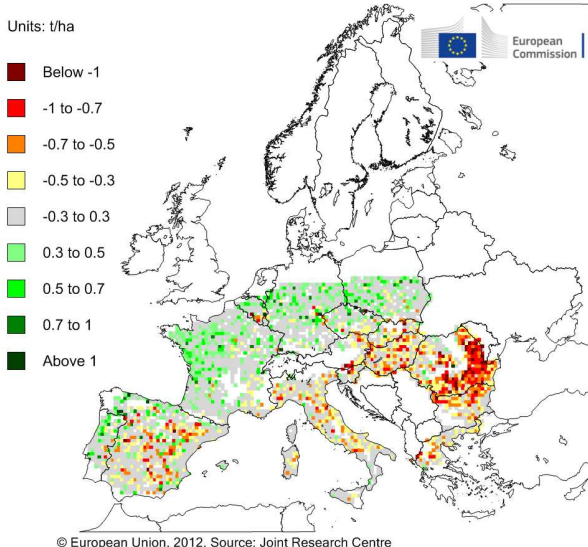 Units: t/ha
European
Commission
Below -1
-1 to -0.7
-0.7 to -0.5
-0.5 to -0.3
-0.3 to 0.3
0.3 to 0.5
0.5 to 0.7
0.7 to 1
Above 1
© European Union, 2012. Source: Joint Research Centre